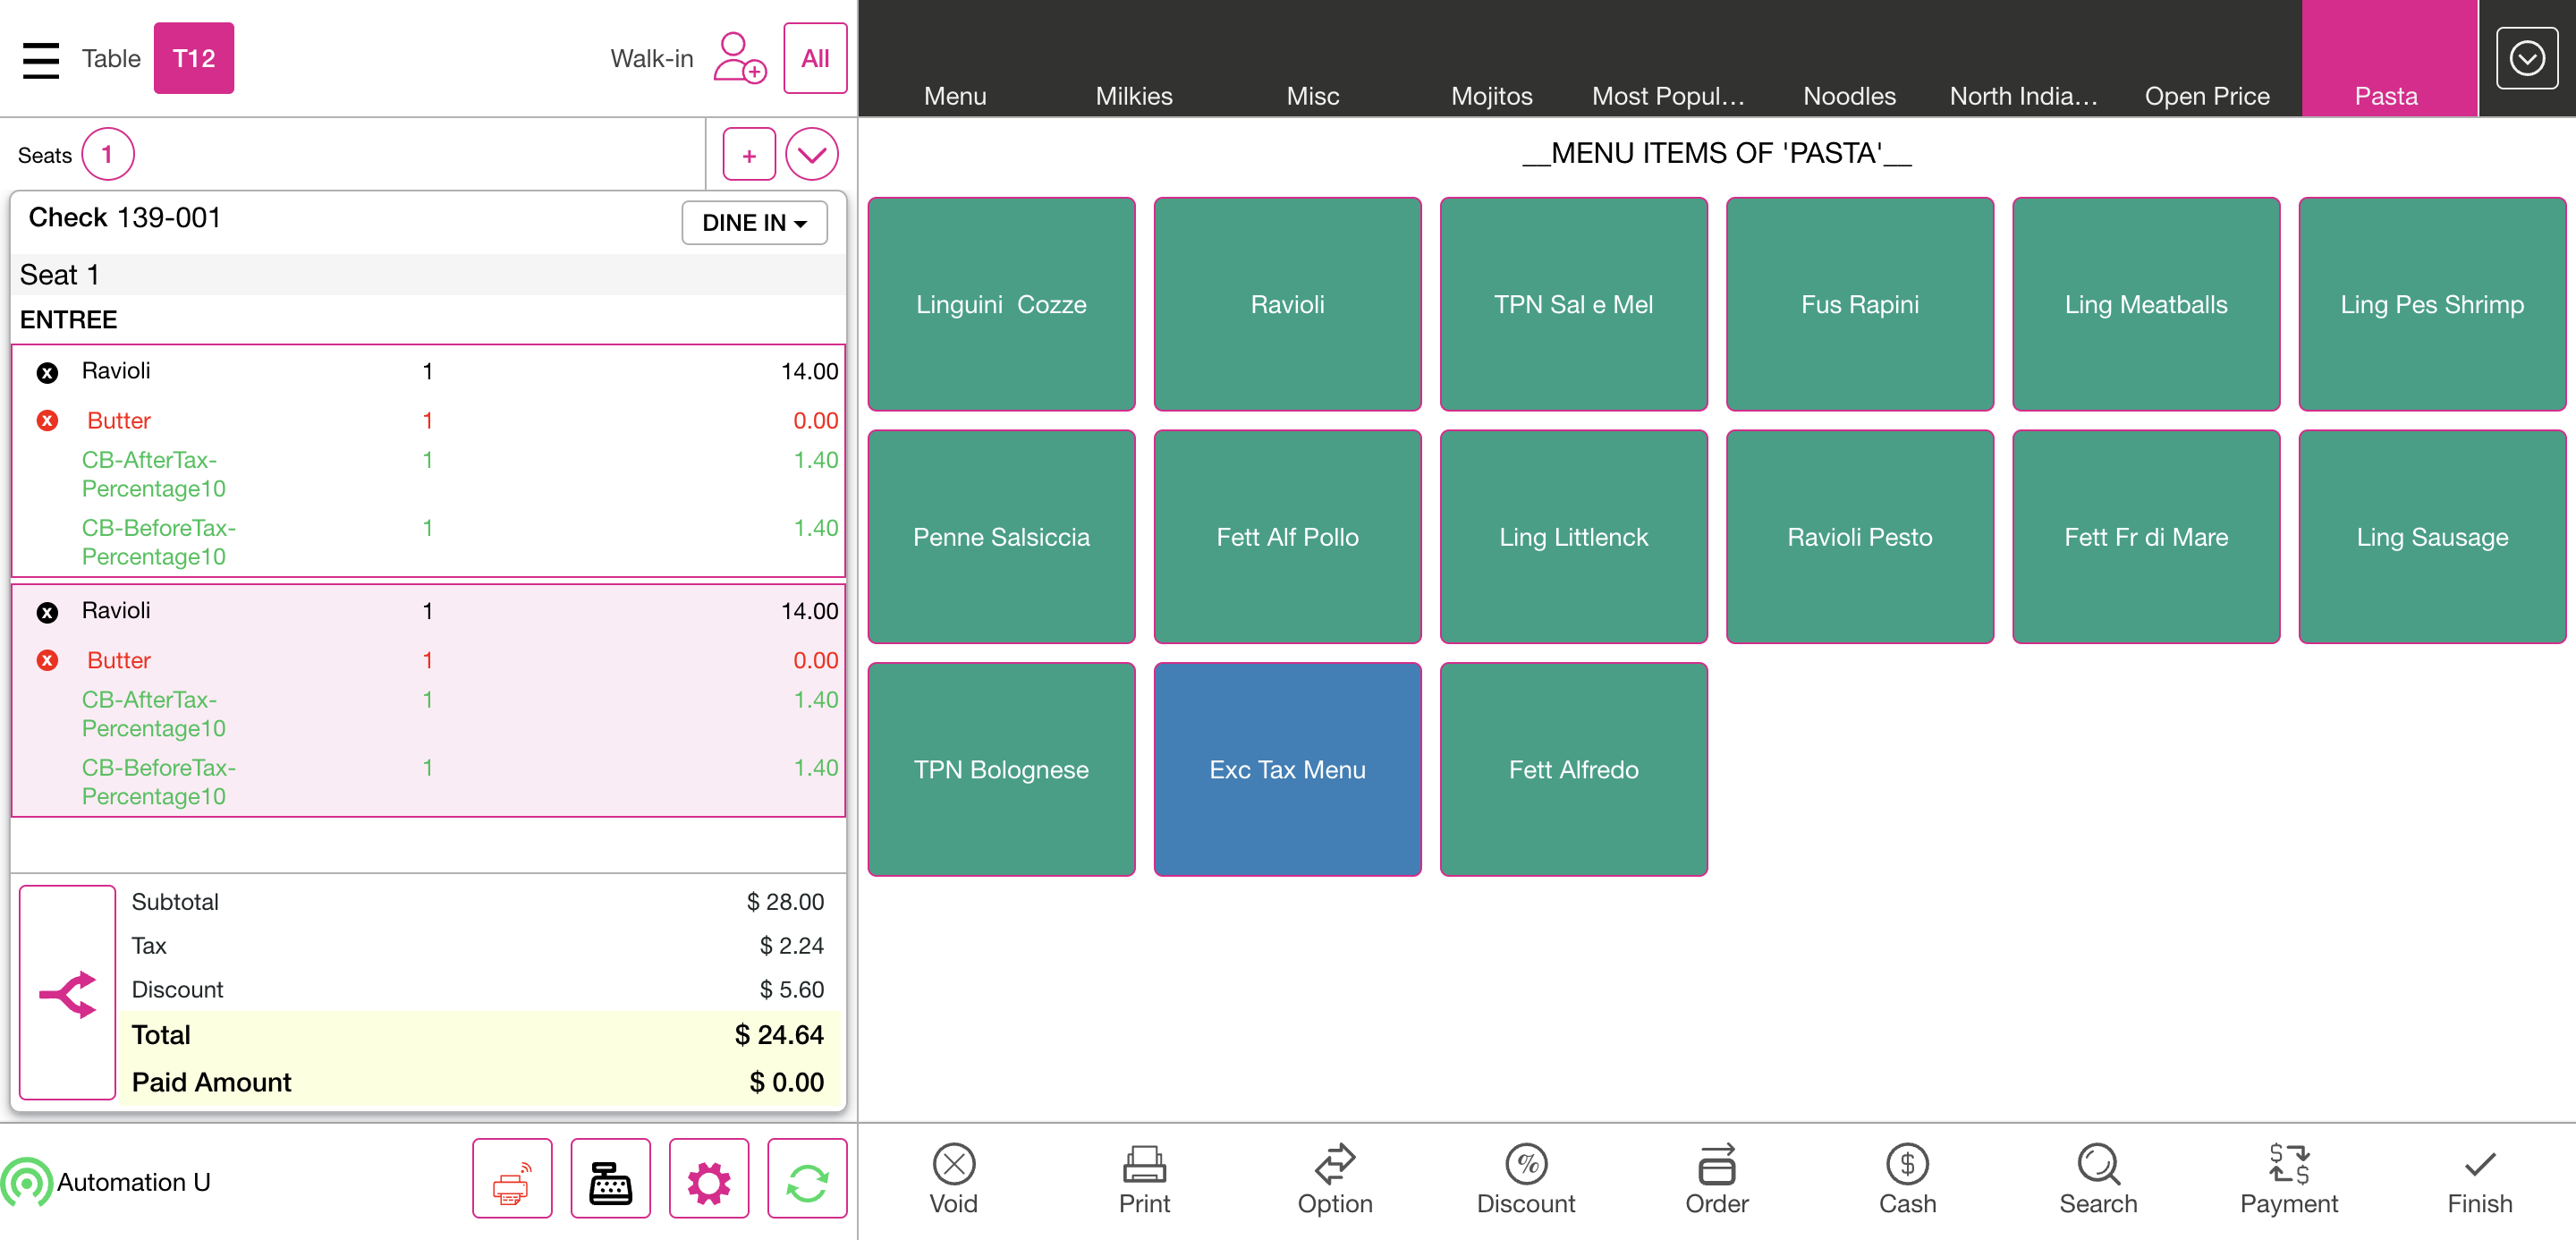 Table T12 Walk-in All
Seats 1 +
Check 139-001 DINE IN
Seat 1
ENTREE
x Ravioli 1 14.00
x Butter 1 0.00
CB-AfterTax- 1 1.40
Percentage10
CB-BeforeTax- 1 1.40
Percentage10
x Ravioli 1 14.00
x Butter 1 0.00
CB-AfterTax- 1 1.40
Percentage10
CB-BeforeTax- 1 1.40
Percentage10
Subtotal $ 28.00
Tax $ 2.24
Discount $ 5.60
Total $ 24.64
Paid Amount $ 0.00
Automation U
Menu Milkies Misc Mojitos Most Popul... Noodles North India... Open Price Pasta
__MENU ITEMS OF 'PASTA'__
Linguini  Cozze Ravioli TPN Sal e Mel Fus Rapini Ling Meatballs Ling Pes Shrimp
Penne Salsiccia Fett Alf Pollo Ling Littlenck Ravioli Pesto Fett Fr di Mare Ling Sausage
TPN Bolognese Exc Tax Menu Fett Alfredo
Void Print Option Discount Order Cash Search Payment Finish